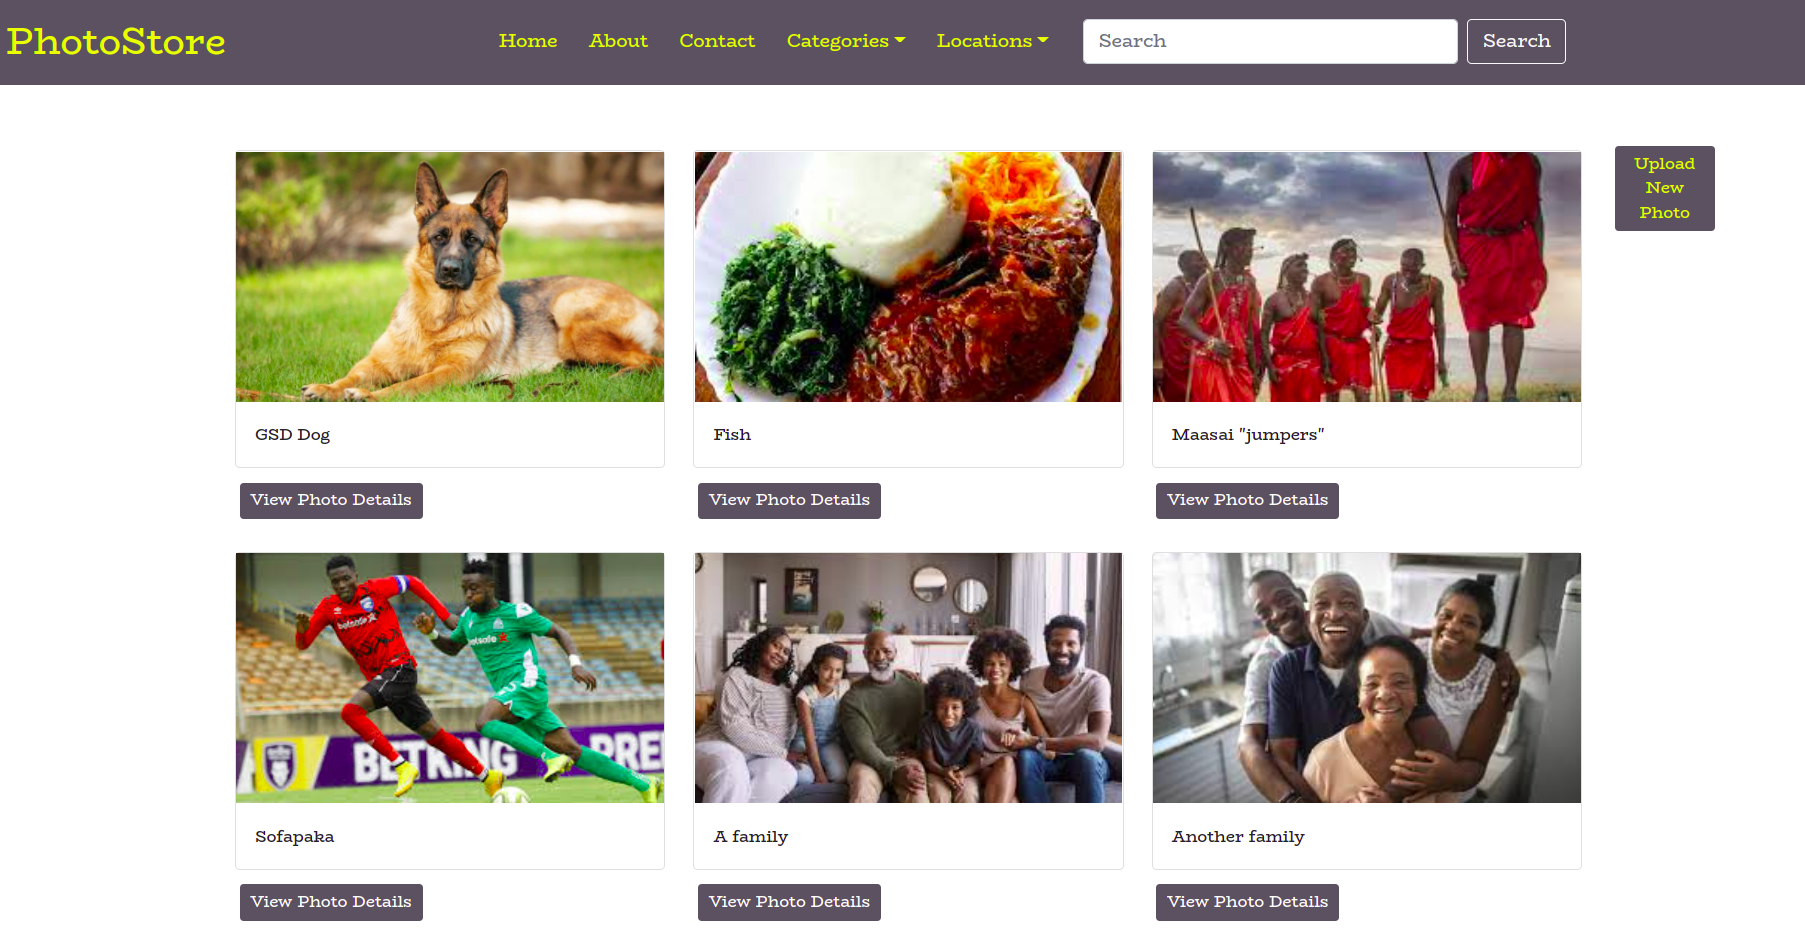 PhotoStore
Home About Contact Categories Locations Search Search
Upload
New
Photo
GSD Dog
Fish
Maasai "jumpers"
View Photo Details
View Photo Details
View Photo Details
betsafe
betsafe
BETKING PRE
Sofapaka
A family
Another family
View Photo Details
View Photo Details
View Photo Details